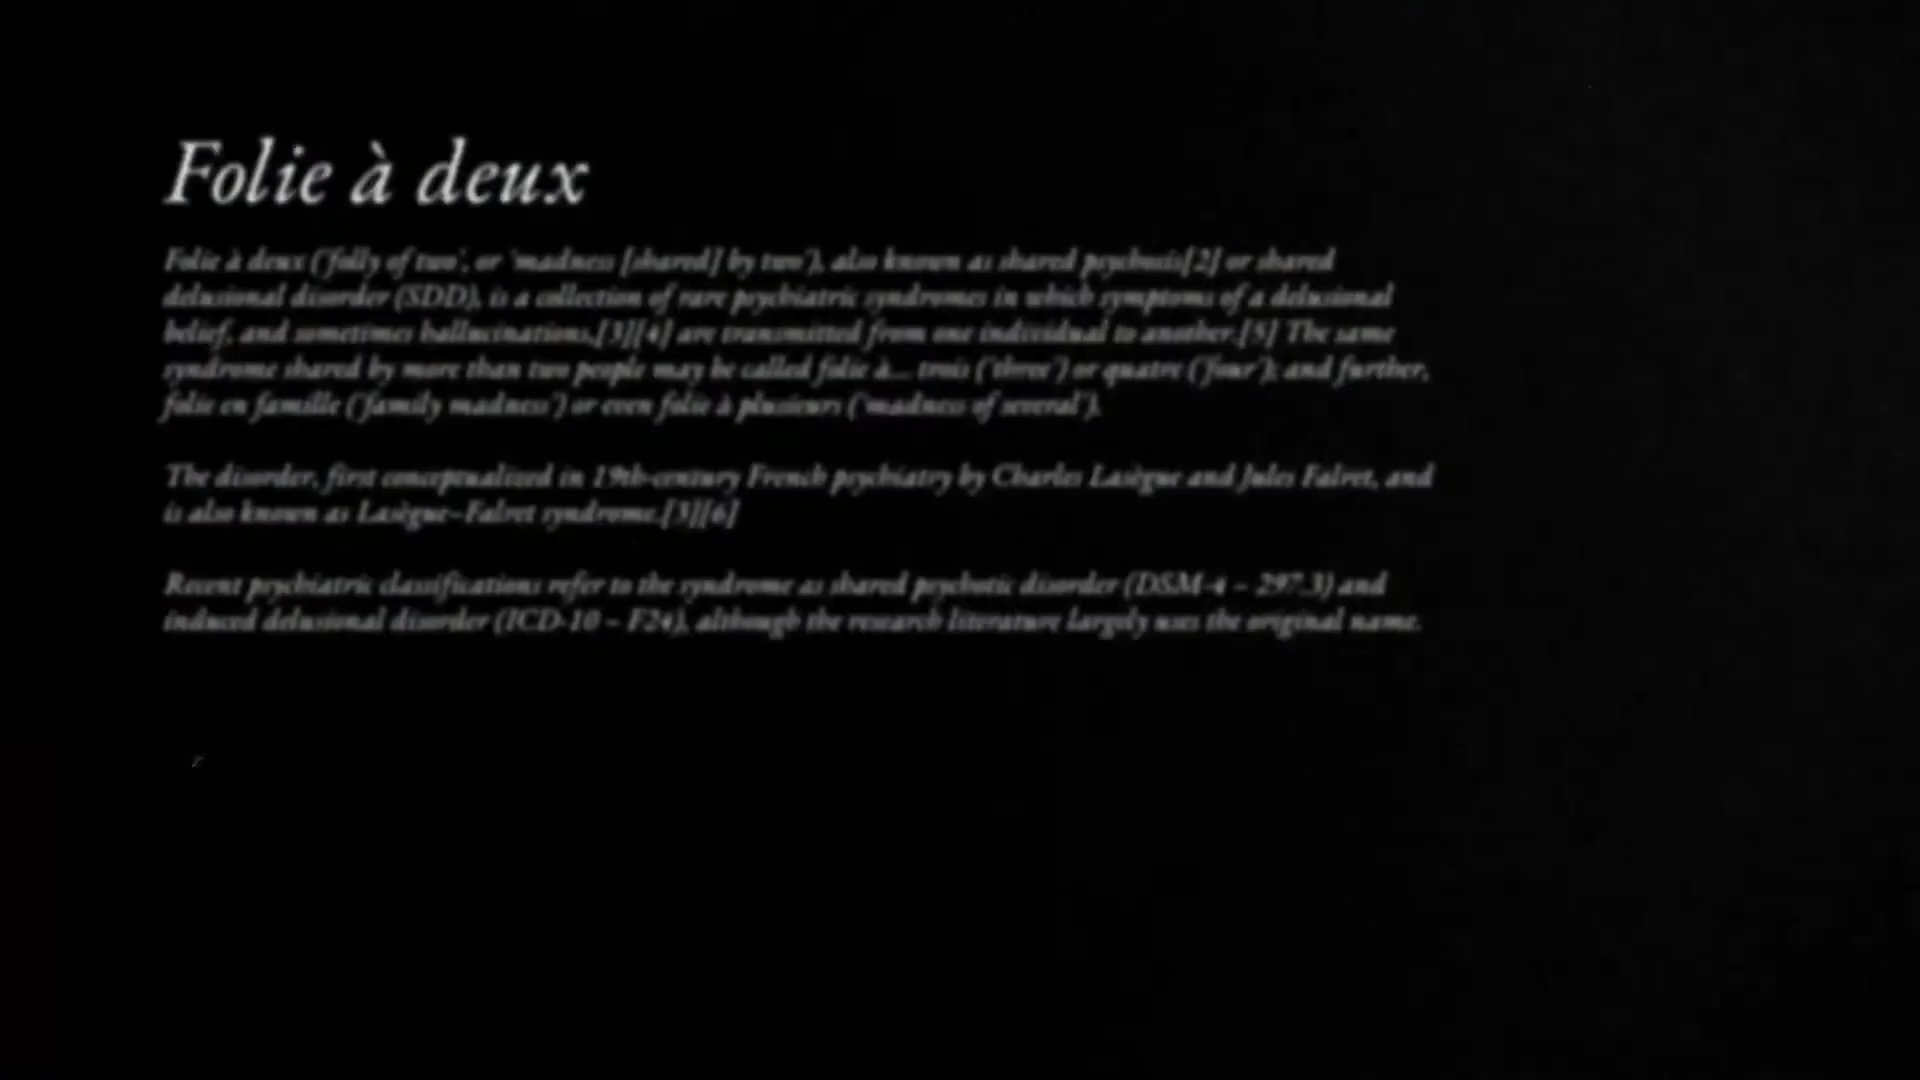 Folie à deux
Folie à deux ('folly of two', or 'madness [shared] by two'), also known as shared psychosis[2] or shared
delusional disorder (SDD), is a collection of rare psychiatric syndromes in which symptoms of a delusional
belief, and sometimes hallucinations,[3][4] are transmitted from one individual to another.[5] The same
syndrome shared by more than two people may be called folie à... trois ('three') or quatre ('four'); and further,
folie en famille ('family madness') or even folie à plusieurs ('madness of several').
The disorder, first conceptualized in 19th-century French psychiatry by Charles Lasègue and Jules Falret, and
is also known as Lasègue–Falret syndrome.[3][6]
Recent psychiatric classifications refer to the syndrome as shared psychotic disorder (DSM-4 – 297.3) and
induced delusional disorder (ICD-10 – F24), although the research literature largely uses the original name.